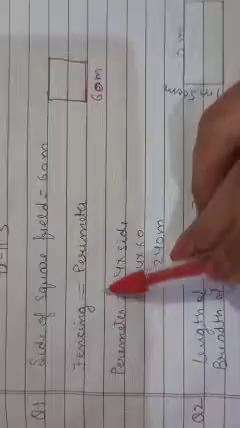 Q1 Side of Square field = 60m
60m
Fencing = Perimeter
Perimeter = 4 x side
4 x 60
240m
Q2 Length of
Breadth of